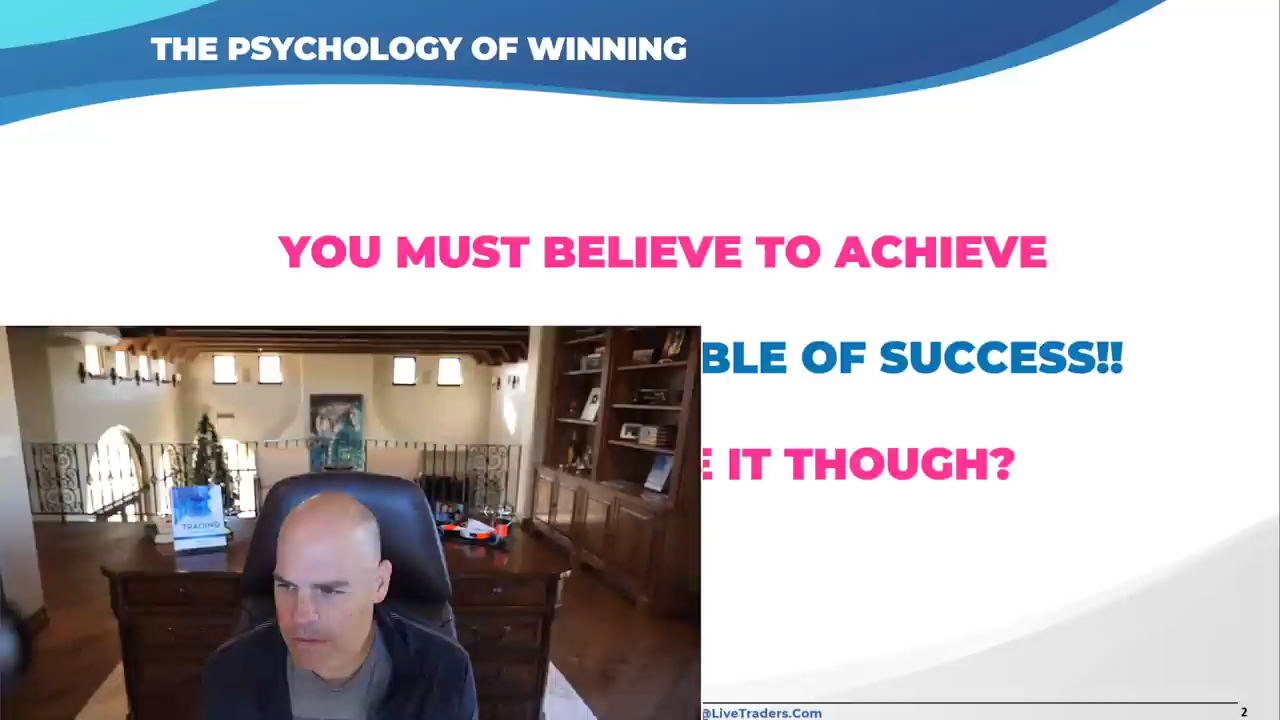 THE PSYCHOLOGY OF WINNING
YOU MUST BELIEVE TO ACHIEVE
BLE OF SUCCESS!!
E IT THOUGH?
TRADING
@LiveTraders.Com
2